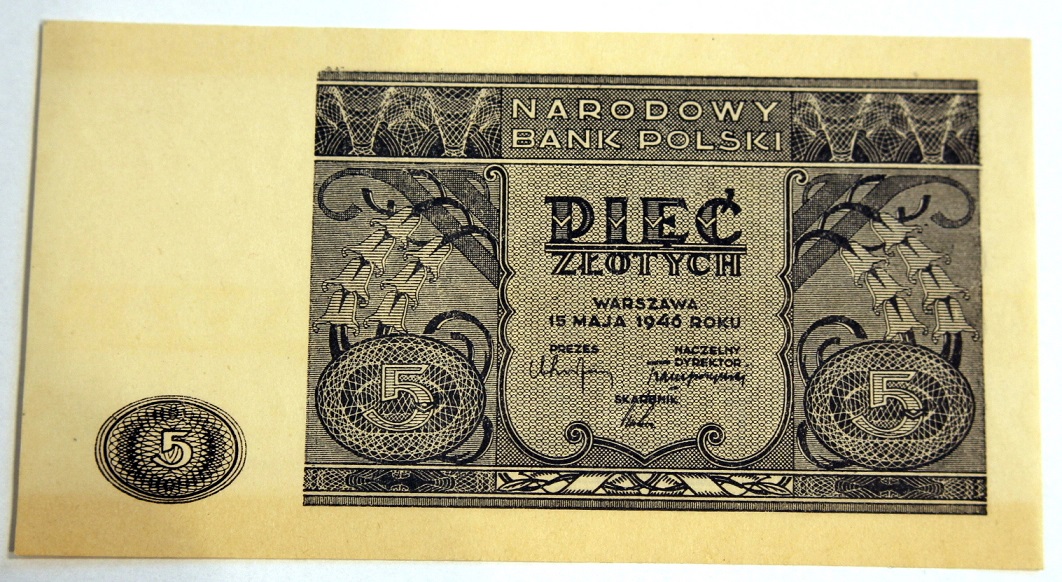 NARODOWY
BANK POLSKI
PIĘĆ
ZŁOTYCH
WARSZAWA
15 MAJA 1946 ROKU
PREZES
NACZELNY
DYREKTOR
SKARBNIK
5
5
5